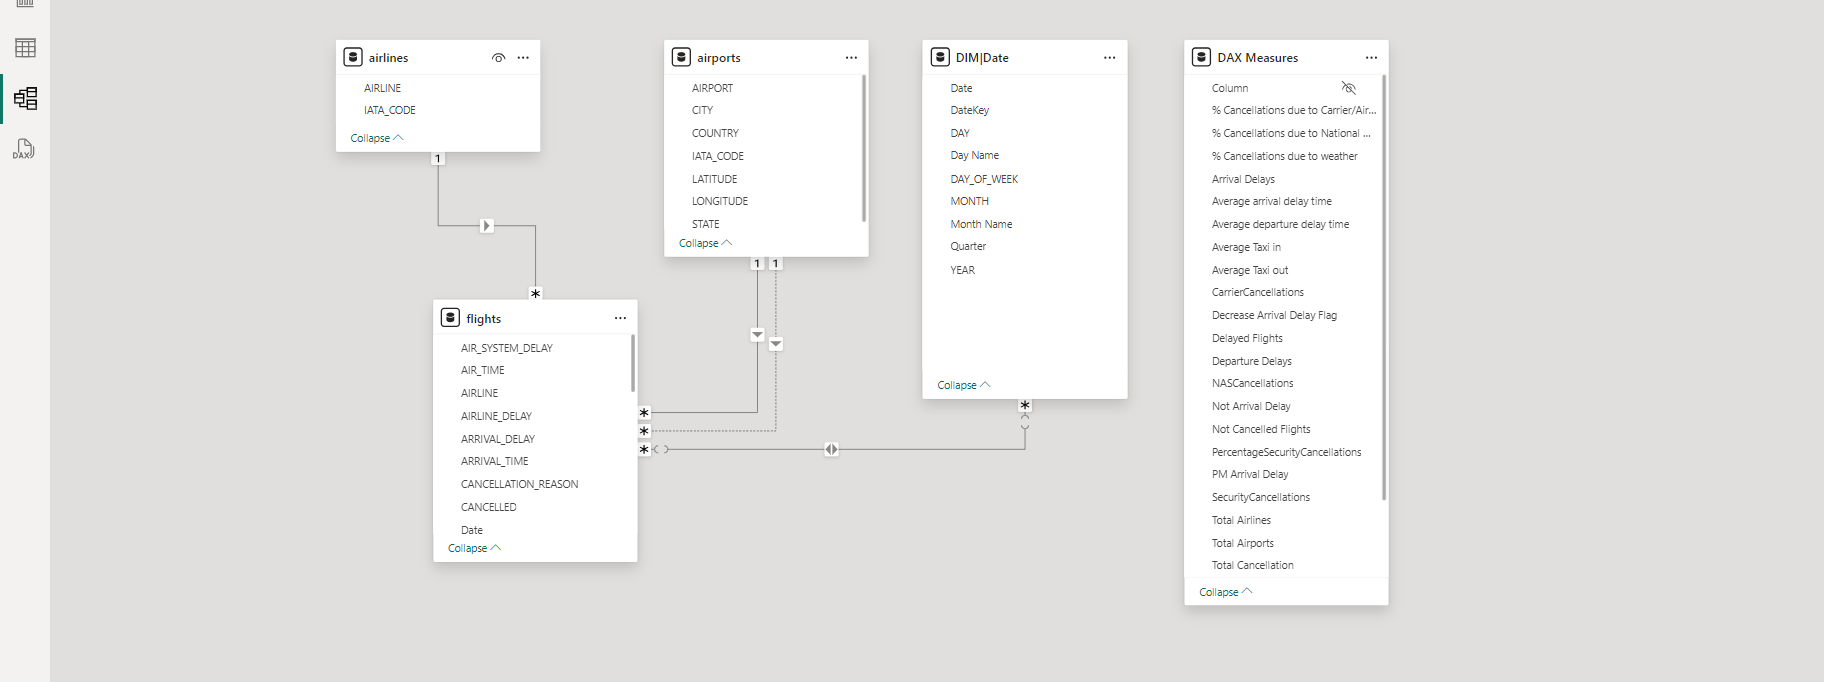 DAX
airlines
AIRLINE
IATA_CODE
Collapse
1
*
flights
AIR_SYSTEM_DELAY
AIR_TIME
AIRLINE
AIRLINE_DELAY
ARRIVAL_DELAY
ARRIVAL_TIME
CANCELLATION_REASON
CANCELLED
Date
Collapse
airports
AIRPORT
CITY
COUNTRY
IATA_CODE
LATITUDE
LONGITUDE
STATE
Collapse
1 1
*
*
*
DIM|Date
Date
DateKey
DAY
Day Name
DAY_OF_WEEK
MONTH
Month Name
Quarter
YEAR
Collapse
*
DAX Measures
Column
% Cancellations due to Carrier/Air...
% Cancellations due to National ...
% Cancellations due to weather
Arrival Delays
Average arrival delay time
Average departure delay time
Average Taxi in
Average Taxi out
CarrierCancellations
Decrease Arrival Delay Flag
Delayed Flights
Departure Delays
NASCancellations
Not Arrival Delay
Not Cancelled Flights
PercentageSecurityCancellations
PM Arrival Delay
SecurityCancellations
Total Airlines
Total Airports
Total Cancellation
Collapse